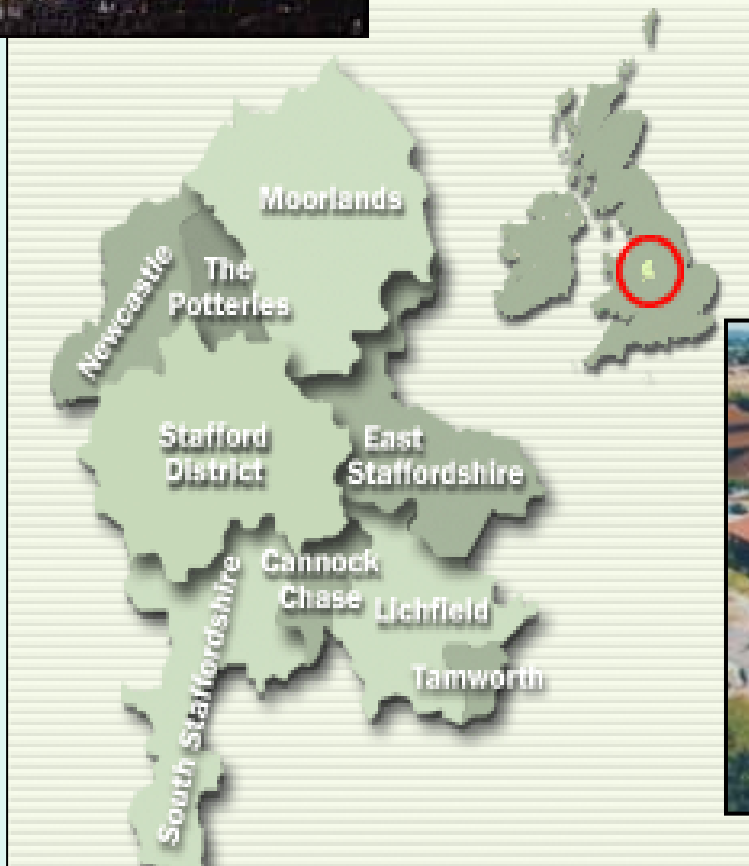 Moorlands
Newcastle
The
Potteries
Stafford
District
East
Staffordshire
Cannock
Chase
Lichfield
Tamworth
South Staffordshire